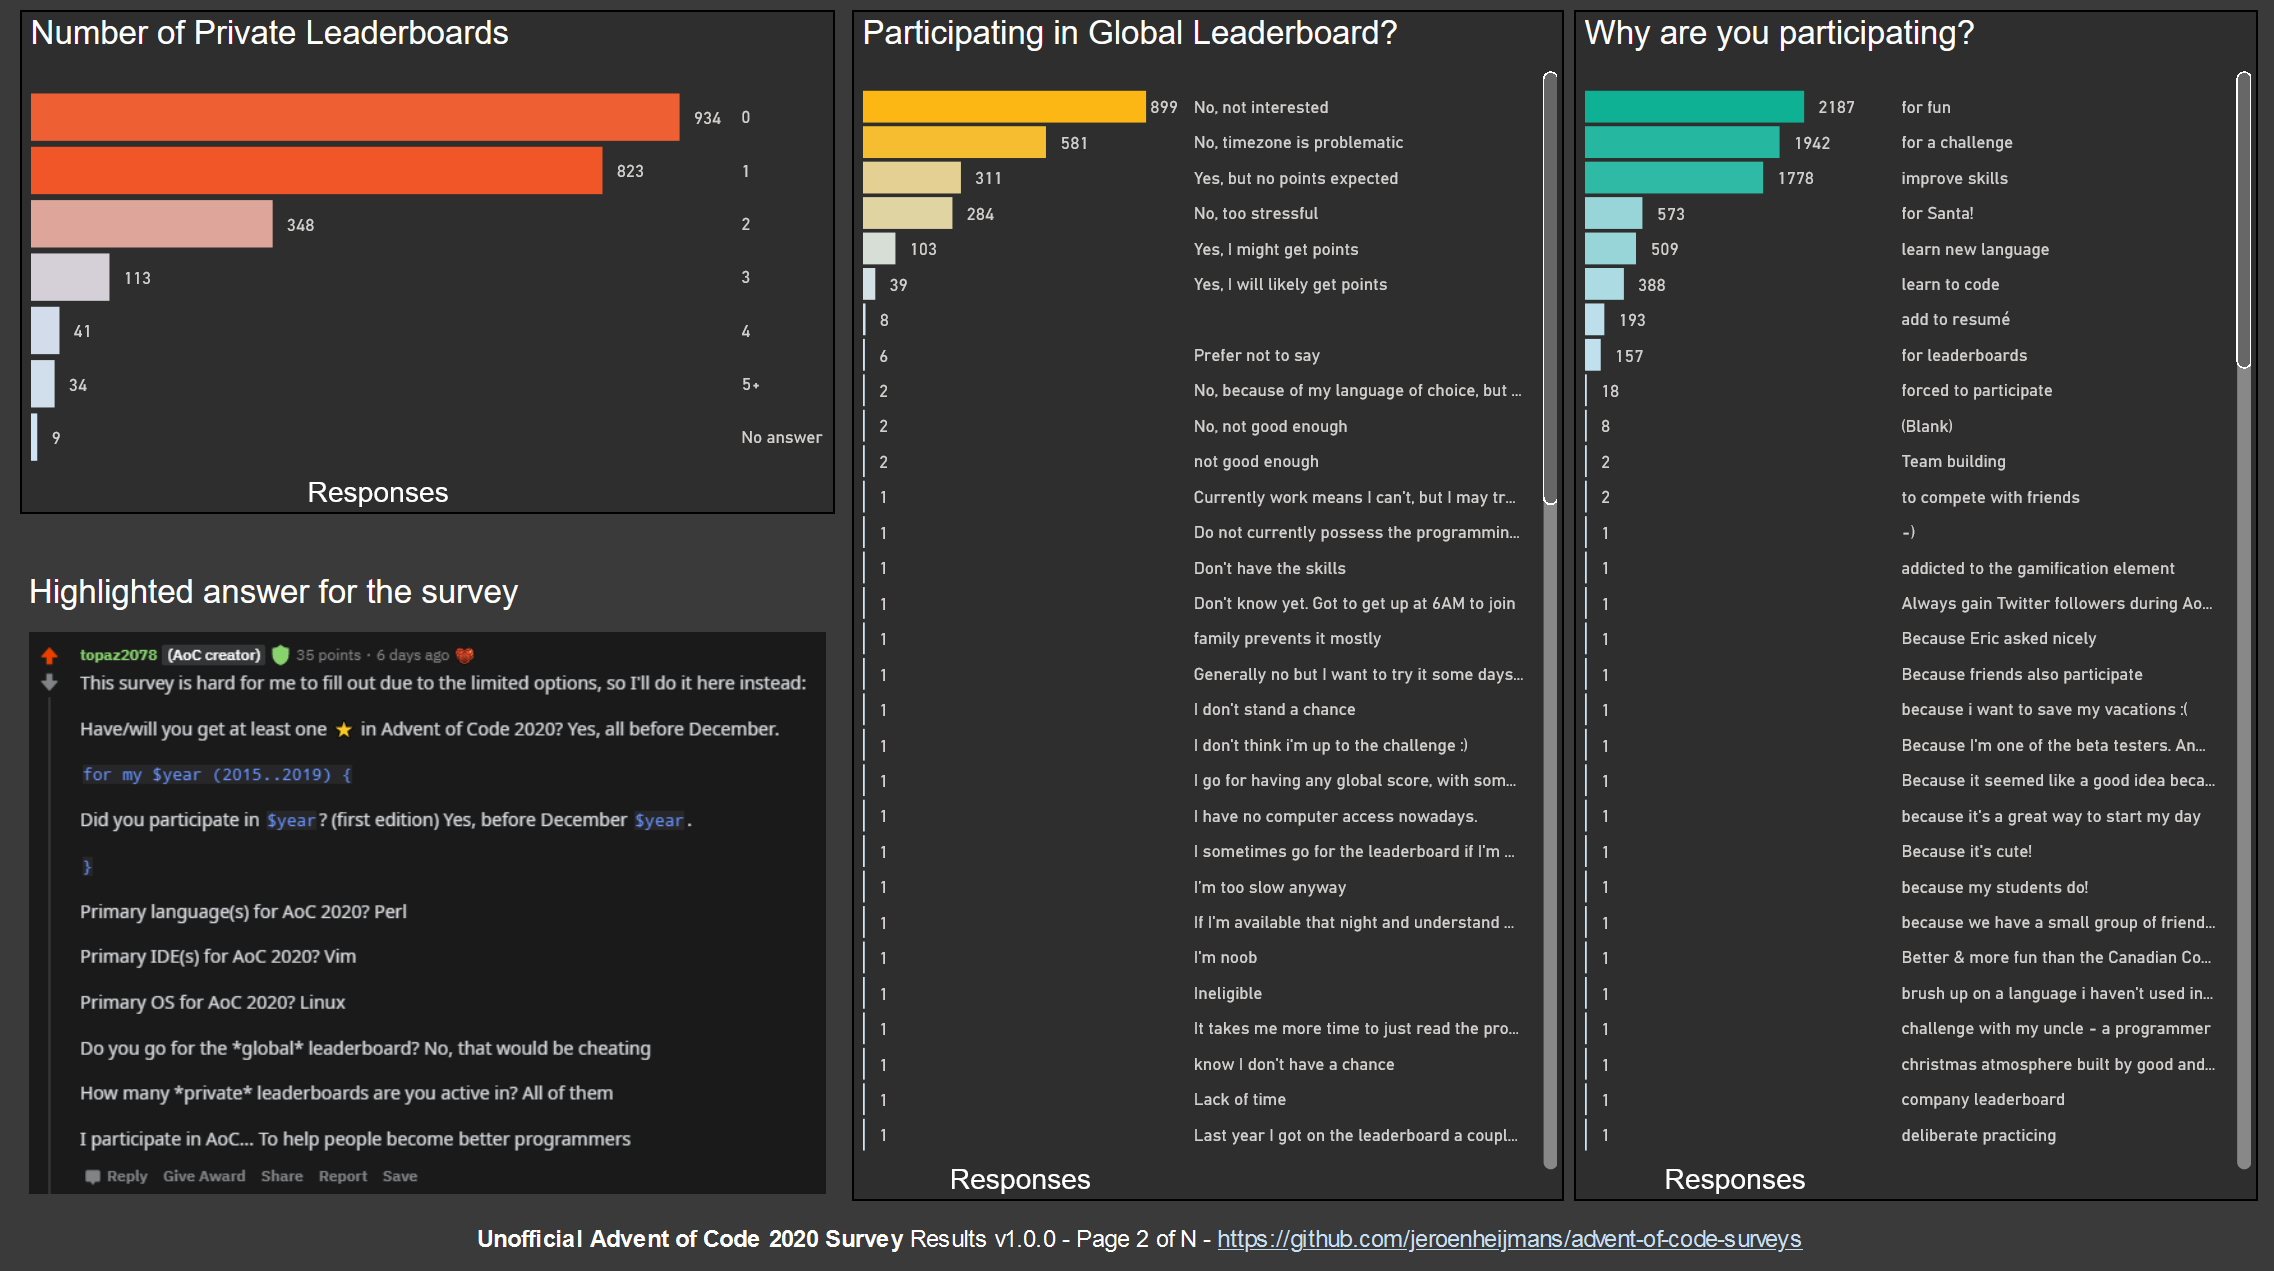 Number of Private Leaderboards
934 0
823 1
348 2
113 3
41 4
34 5+
9 No answer
Responses
Highlighted answer for the survey
topaz2078 (AoC creator) 35 points · 6 days ago
This survey is hard for me to fill out due to the limited options, so I'll do it here instead:
Have/will you get at least one ⭐ in Advent of Code 2020? Yes, all before December.
for my $year (2015..2019) {
Did you participate in $year? (first edition) Yes, before December $year.
}
Primary language(s) for AoC 2020? Perl
Primary IDE(s) for AoC 2020? Vim
Primary OS for AoC 2020? Linux
Do you go for the *global* leaderboard? No, that would be cheating
How many *private* leaderboards are you active in? All of them
I participate in AoC... To help people become better programmers
Reply Give Award Share Report Save
Participating in Global Leaderboard?
899 No, not interested
581 No, timezone is problematic
311 Yes, but no points expected
284 No, too stressful
103 Yes, I might get points
39 Yes, I will likely get points
8
6 Prefer not to say
2 No, because of my language of choice, but ...
2 No, not good enough
2 not good enough
1 Currently work means I can't, but I may tr...
1 Do not currently possess the programmin...
1 Don't have the skills
1 Don't know yet. Got to get up at 6AM to join
1 family prevents it mostly
1 Generally no but I want to try it some days...
1 I don't stand a chance
1 I don't think i'm up to the challenge :)
1 I go for having any global score, with som...
1 I have no computer access nowadays.
1 I sometimes go for the leaderboard if I'm ...
1 I'm too slow anyway
1 If I'm available that night and understand ...
1 I'm noob
1 Ineligible
1 It takes me more time to just read the pro...
1 know I don't have a chance
1 Lack of time
1 Last year I got on the leaderboard a coupl...
Responses
Why are you participating?
2187 for fun
1942 for a challenge
1778 improve skills
573 for Santa!
509 learn new language
388 learn to code
193 add to resumé
157 for leaderboards
18 forced to participate
8 (Blank)
2 Team building
2 to compete with friends
1 -)
1 addicted to the gamification element
1 Always gain Twitter followers during Ao...
1 Because Eric asked nicely
1 Because friends also participate
1 because i want to save my vacations :(
1 Because I'm one of the beta testers. An...
1 Because it seemed like a good idea beca...
1 because it's a great way to start my day
1 Because it's cute!
1 because my students do!
1 because we have a small group of friend...
1 Better & more fun than the Canadian Co...
1 brush up on a language i haven't used in...
1 challenge with my uncle - a programmer
1 christmas atmosphere built by good and...
1 company leaderboard
1 deliberate practicing
Responses
Unofficial Advent of Code 2020 Survey Results v1.0.0 - Page 2 of N - https://github.com/jeroenheijmans/advent-of-code-surveys